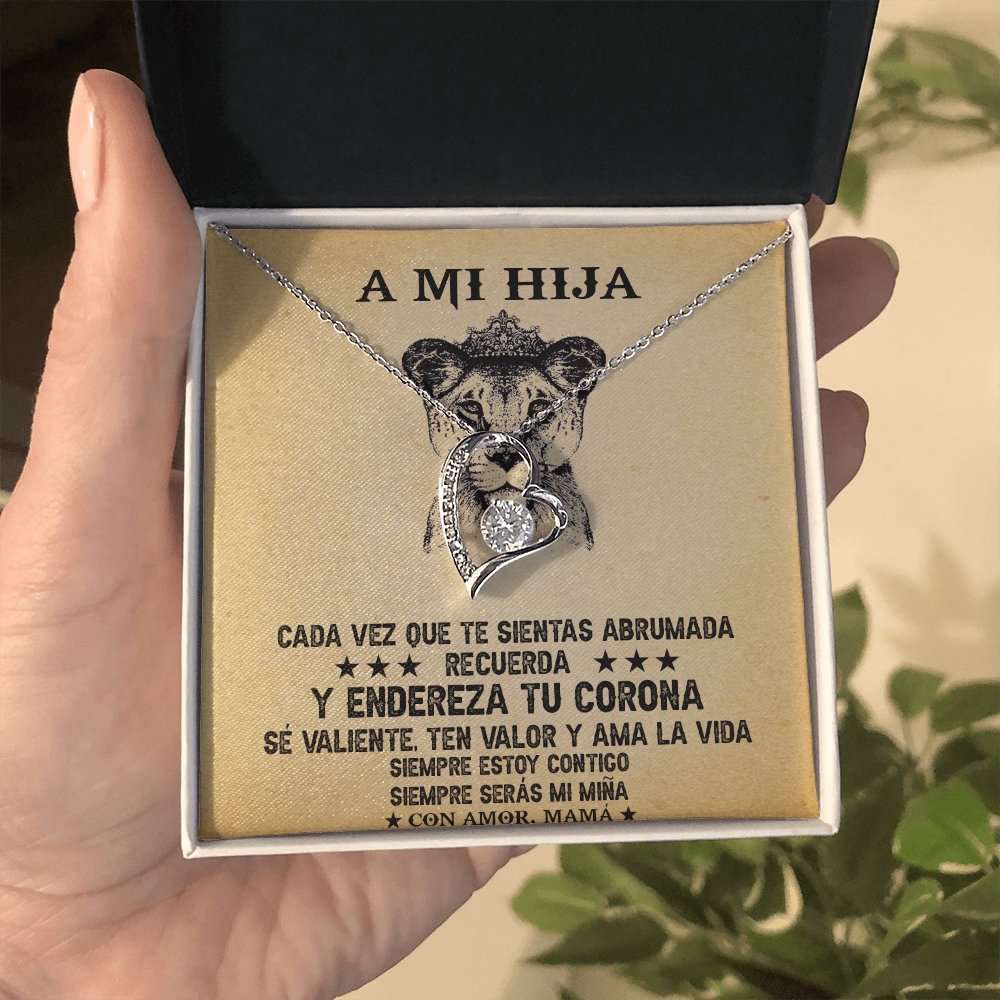 A MI HIJA
CADA VEZ QUE TE SIENTAS ABRUMADA
★★★ RECUERDA ★★★
Y ENDEREZA TU CORONA
SÉ VALIENTE, TEN VALOR Y AMA LA VIDA
SIEMPRE ESTOY CONTIGO
SIEMPRE SERÁS MI MIÑA
★ CON AMOR, MAMÁ ★